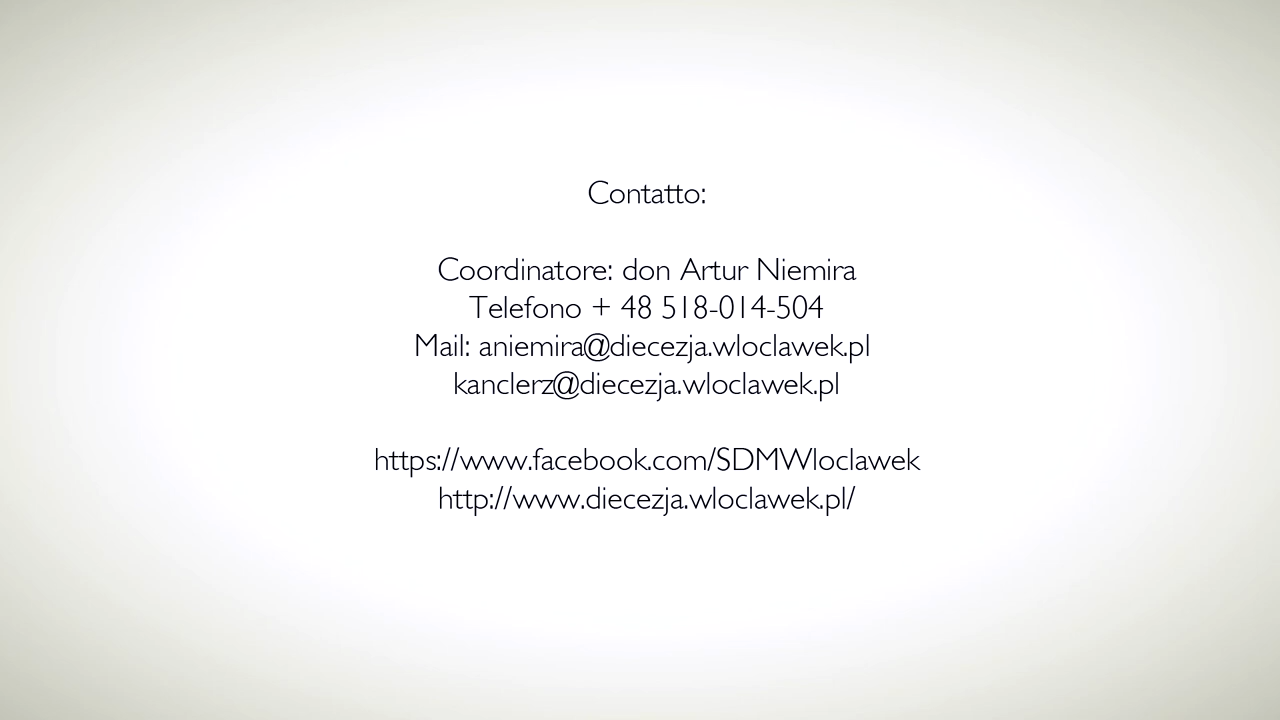 Contatto:
Coordinatore: don Artur Niemira
Telefono + 48 518-014-504
Mail: aniemira@diecezja.wloclawek.pl
kanclerz@diecezja.wloclawek.pl
https://www.facebook.com/SDMWloclawek
http://www.diecezja.wloclawek.pl/